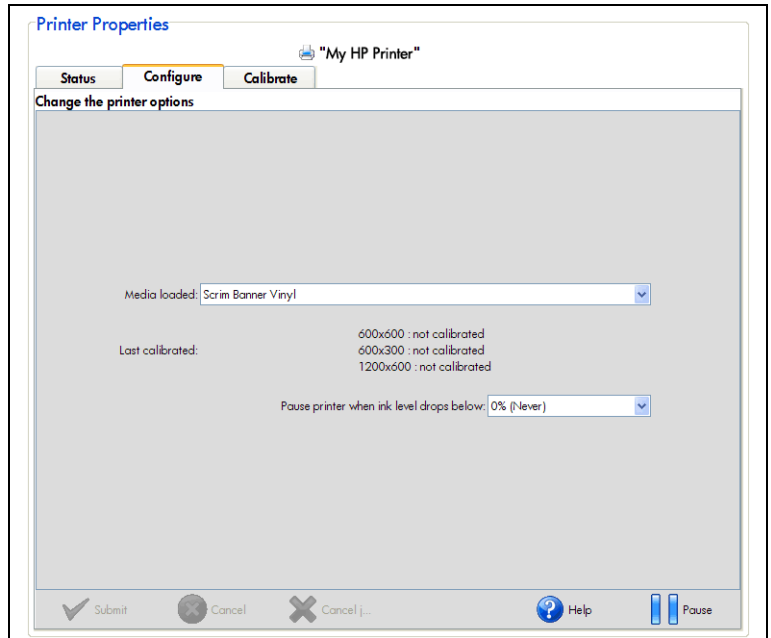 Printer Properties
"My HP Printer"
Status Configure Calibrate
Change the printer options
Media loaded: Scrim Banner Vinyl
600x600 : not calibrated
Last calibrated: 600x300 : not calibrated
1200x600 : not calibrated
Pause printer when ink level drops below: 0% (Never)
Submit Cancel Cancel j... Help Pause